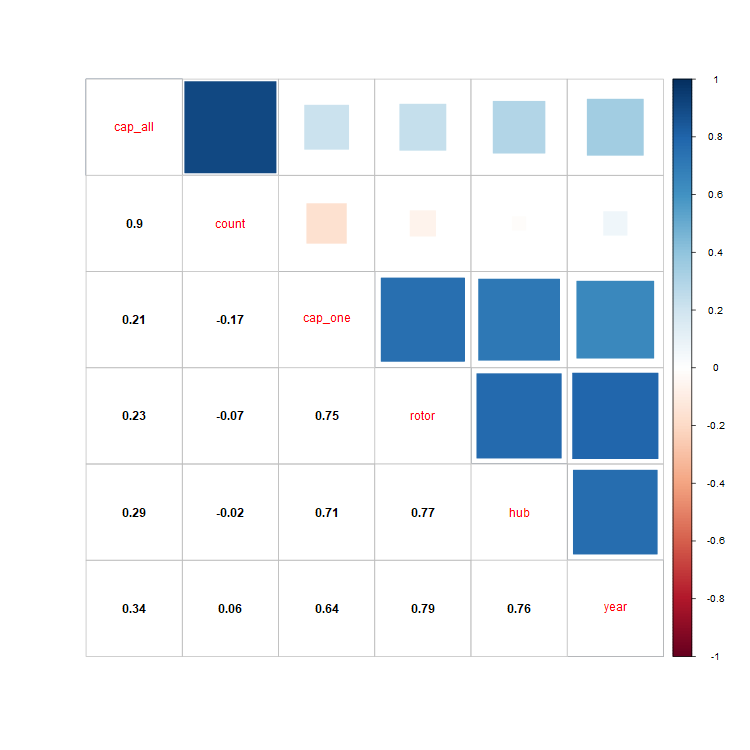 cap_all
0.9 count
0.21 -0.17 cap_one
0.23 -0.07 0.75 rotor
0.29 -0.02 0.71 0.77 hub
0.34 0.06 0.64 0.79 0.76 year
1
0.8
0.6
0.4
0.2
0
-0.2
-0.4
-0.6
-0.8
-1